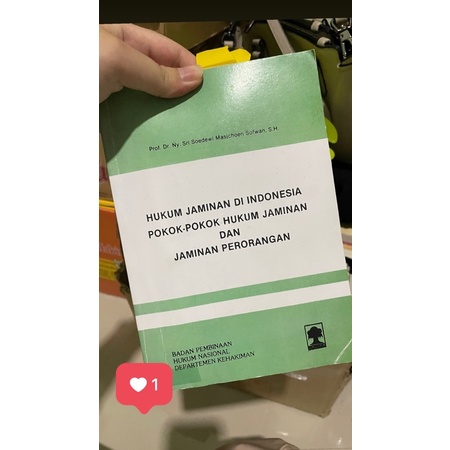 Prof. Dr. Ny. Sri Soedewi Masjchoen Sofwan, S.H.
HUKUM JAMINAN DI INDONESIA
POKOK-POKOK HUKUM JAMINAN
DAN
JAMINAN PERORANGAN
BADAN PEMBINAAN
HUKUM NASIONAL
DEPARTEMEN KEHAKIMAN
1